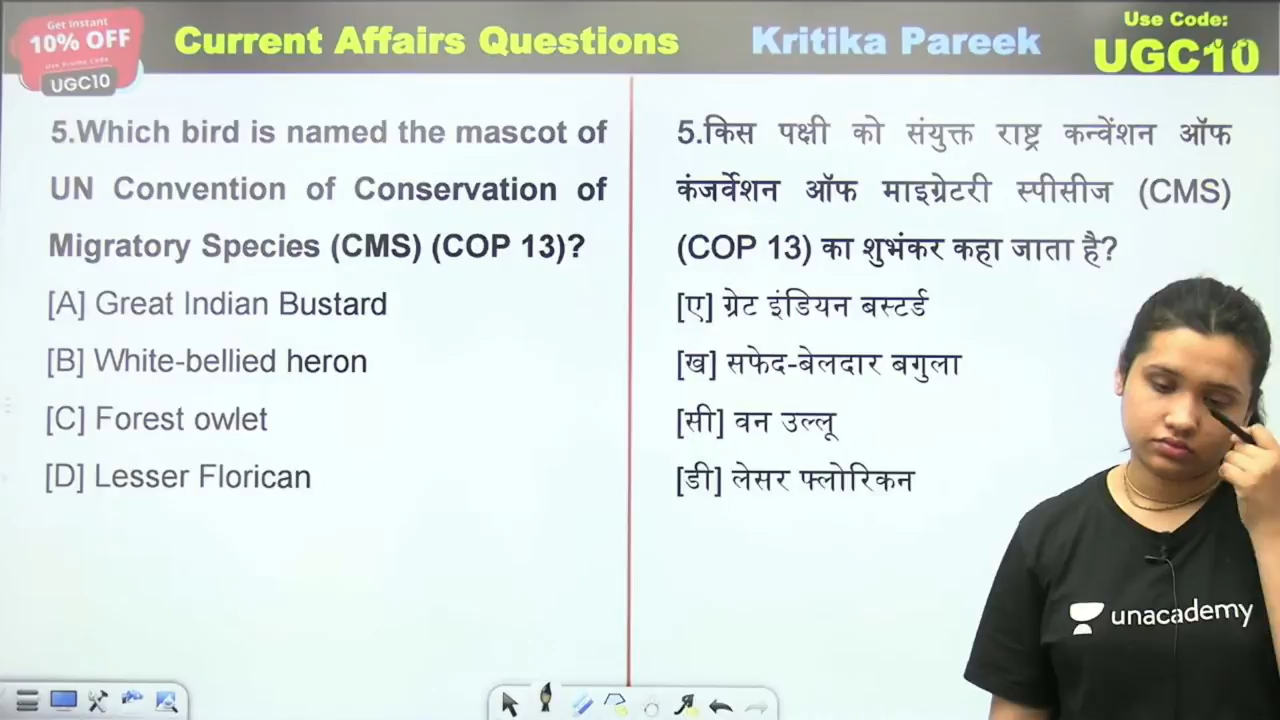 Get Instant
10% OFF
Use Promo Code
UGC10
Current Affairs Questions
Kritika Pareek
Use Code:
UGC10
5.Which bird is named the mascot of
UN Convention of Conservation of
Migratory Species (CMS) (COP 13)?
[A] Great Indian Bustard
[B] White-bellied heron
[C] Forest owlet
[D] Lesser Florican
5.किस पक्षी को संयुक्त राष्ट्र कन्वेंशन ऑफ
कंजर्वेशन ऑफ माइग्रेटरी स्पीसीज (CMS)
(COP 13) का शुभंकर कहा जाता है?
[ए] ग्रेट इंडियन बस्टर्ड
[ख] सफेद-बेलदार बगुला
[सी] वन उल्लू
[डी] लेसर फ्लोरिकन
unacademy